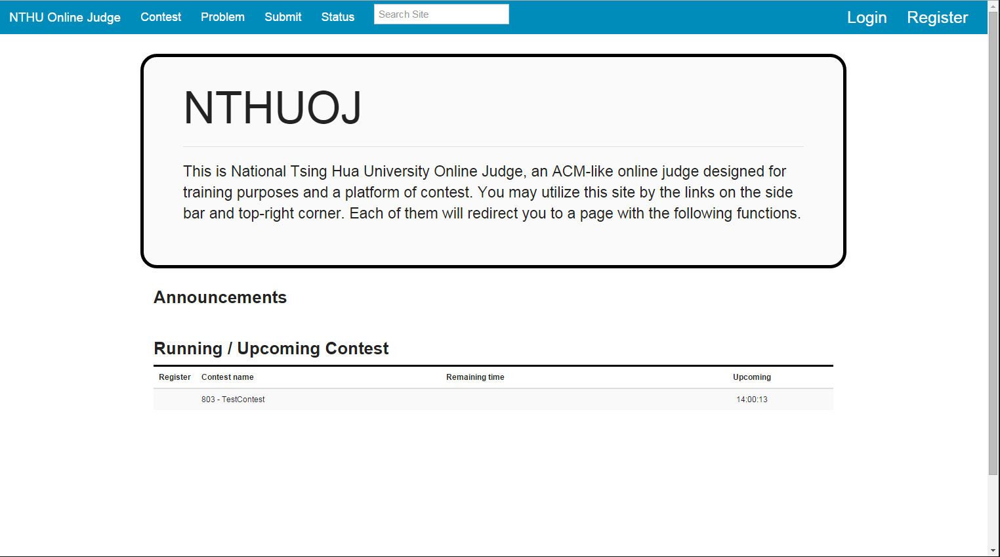 NTHU Online Judge Contest Problem Submit Status Search Site Login Register
NTHUOJ
This is National Tsing Hua University Online Judge, an ACM-like online judge designed for
training purposes and a platform of contest. You may utilize this site by the links on the side
bar and top-right corner. Each of them will redirect you to a page with the following functions.
Announcements
Running / Upcoming Contest
Register Contest name Remaining time Upcoming
803 - TestContest 14:00:13